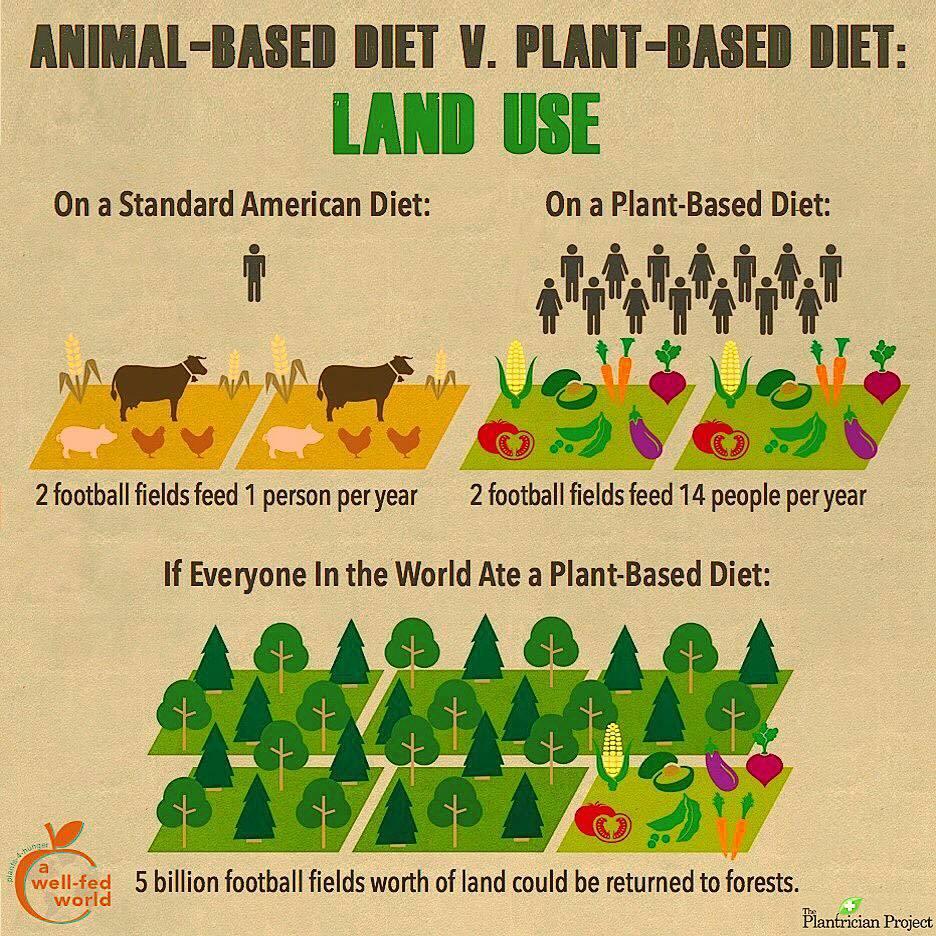 ANIMAL-BASED DIET V. PLANT-BASED DIET:
LAND USE
On a Standard American Diet:
On a Plant-Based Diet:
2 football fields feed 1 person per year
2 football fields feed 14 people per year
If Everyone In the World Ate a Plant-Based Diet:
5 billion football fields worth of land could be returned to forests.
plants-4-hunger
a
well-fed
world
The
Plantrician Project